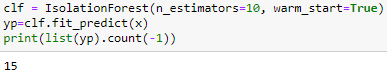 clf = IsolationForest(n_estimators=10, warm_start=True)
yp=clf.fit_predict(x)
print(list(yp).count(-1))
15